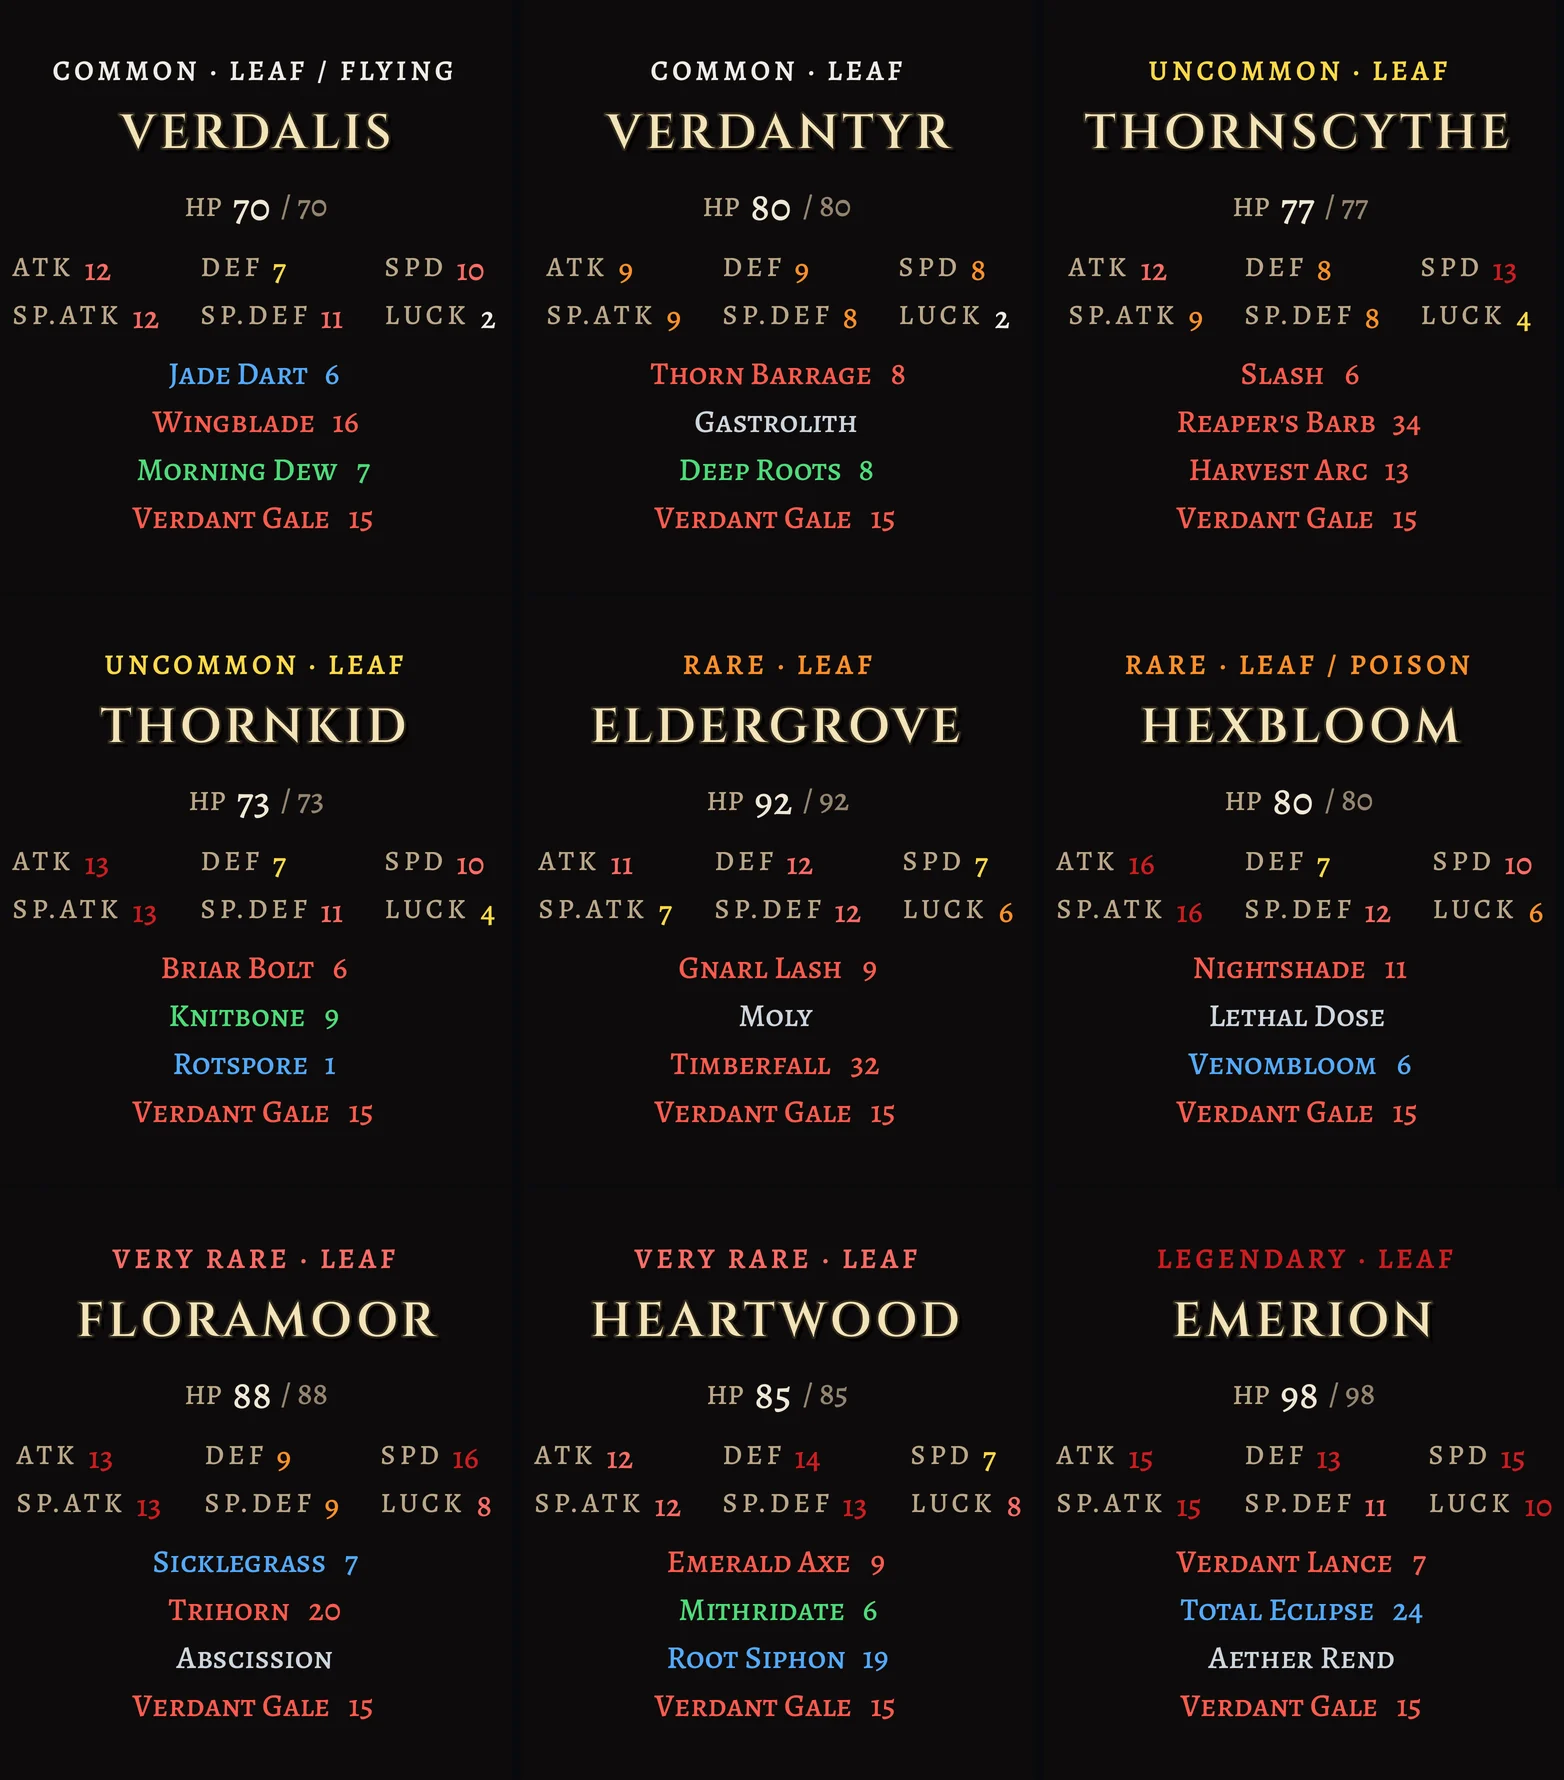 COMMON · LEAF / FLYING
VERDALIS
HP 70 / 70
ATK 12 DEF 7 SPD 10
SP.ATK 12 SP.DEF 11 LUCK 2
JADE DART 6
WINGBLADE 16
MORNING DEW 7
VERDANT GALE 15
COMMON · LEAF
VERDANTYR
HP 80 / 80
ATK 9 DEF 9 SPD 8
SP.ATK 9 SP.DEF 8 LUCK 2
THORN BARRAGE 8
GASTROLITH
DEEP ROOTS 8
VERDANT GALE 15
UNCOMMON · LEAF
THORNSCYTHE
HP 77 / 77
ATK 12 DEF 8 SPD 13
SP.ATK 9 SP.DEF 8 LUCK 4
SLASH 6
REAPER'S BARB 34
HARVEST ARC 13
VERDANT GALE 15
UNCOMMON · LEAF
THORNKID
HP 73 / 73
ATK 13 DEF 7 SPD 10
SP.ATK 13 SP.DEF 11 LUCK 4
BRIAR BOLT 6
KNITBONE 9
ROTSPORE 1
VERDANT GALE 15
RARE · LEAF
ELDERGROVE
HP 92 / 92
ATK 11 DEF 12 SPD 7
SP.ATK 7 SP.DEF 12 LUCK 6
GNARL LASH 9
MOLY
TIMBERFALL 32
VERDANT GALE 15
RARE · LEAF / POISON
HEXBLOOM
HP 80 / 80
ATK 16 DEF 7 SPD 10
SP.ATK 16 SP.DEF 12 LUCK 6
NIGHTSHADE 11
LETHAL DOSE
VENOMBLOOM 6
VERDANT GALE 15
VERY RARE · LEAF
FLORAMOOR
HP 88 / 88
ATK 13 DEF 9 SPD 16
SP.ATK 13 SP.DEF 9 LUCK 8
SICKLEGRASS 7
TRIHORN 20
ABSCISSION
VERDANT GALE 15
VERY RARE · LEAF
HEARTWOOD
HP 85 / 85
ATK 12 DEF 14 SPD 7
SP.ATK 12 SP.DEF 13 LUCK 8
EMERALD AXE 9
MITHRIDATE 6
ROOT SIPHON 19
VERDANT GALE 15
LEGENDARY · LEAF
EMERION
HP 98 / 98
ATK 15 DEF 13 SPD 15
SP.ATK 15 SP.DEF 11 LUCK 10
VERDANT LANCE 7
TOTAL ECLIPSE 24
AETHER REND
VERDANT GALE 15